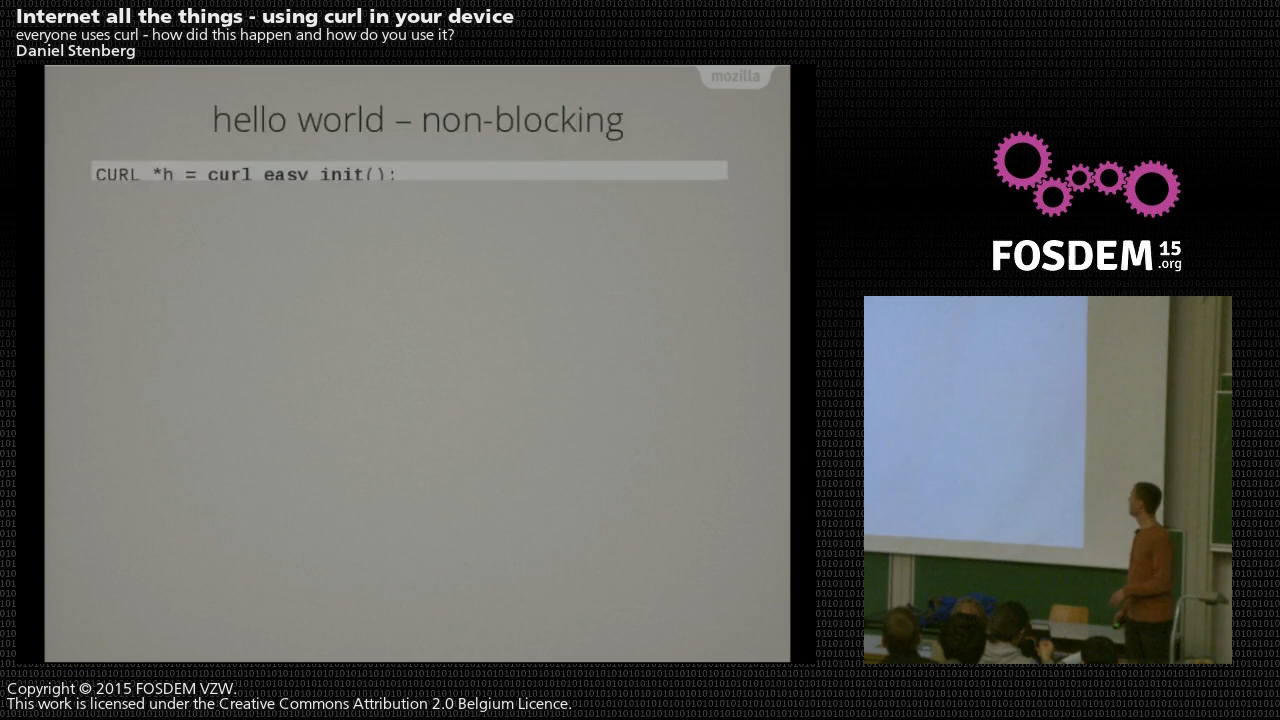 Internet all the things - using curl in your device
everyone uses curl - how did this happen and how do you use it?
Daniel Stenberg
mozilla
hello world – non-blocking
CURL *h = curl_easy_init();
FOSDEM 15
.org
Copyright © 2015 FOSDEM VZW.
This work is licensed under the Creative Commons Attribution 2.0 Belgium Licence.